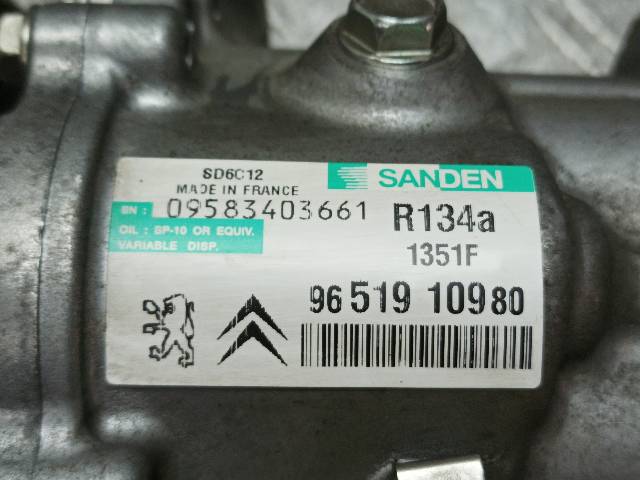 SD6C12
MADE IN FRANCE
SANDEN
SN : 09583403661
R134a
OIL : SP-10 OR EQUIV.
VARIABLE DISP.
1351F
96 519 109 80